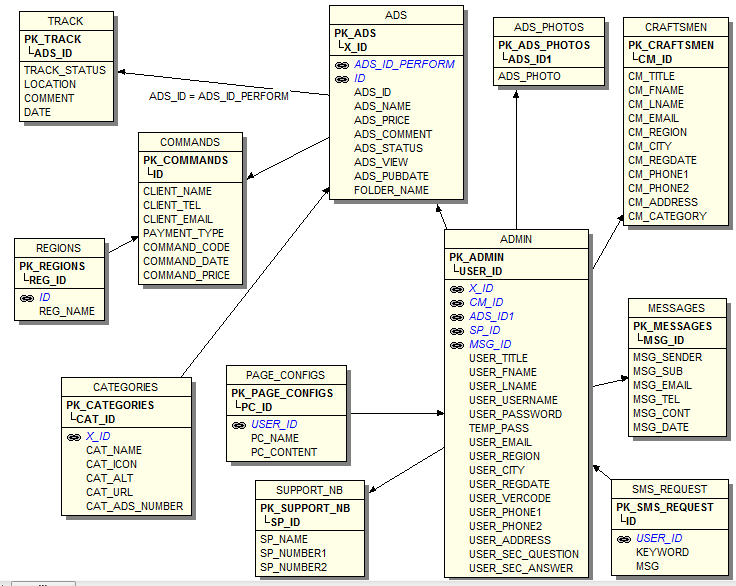 TRACK
PK_TRACK
ADS_ID
TRACK_STATUS
LOCATION
COMMENT
DATE
ADS_ID = ADS_ID_PERFORM
ADS
PK_ADS
X_ID
ADS_ID_PERFORM
ID
ADS_ID
ADS_NAME
ADS_PRICE
ADS_COMMENT
ADS_STATUS
ADS_VIEW
ADS_PUBDATE
FOLDER_NAME
ADS_PHOTOS
PK_ADS_PHOTOS
ADS_ID1
ADS_PHOTO
CRAFTSMEN
PK_CRAFTSMEN
CM_ID
CM_TITLE
CM_FNAME
CM_LNAME
CM_EMAIL
CM_REGION
CM_CITY
CM_REGDATE
CM_PHONE1
CM_PHONE2
CM_ADDRESS
CM_CATEGORY
COMMANDS
PK_COMMANDS
ID
CLIENT_NAME
CLIENT_TEL
CLIENT_EMAIL
PAYMENT_TYPE
COMMAND_CODE
COMMAND_DATE
COMMAND_PRICE
REGIONS
PK_REGIONS
REG_ID
ID
REG_NAME
ADMIN
PK_ADMIN
USER_ID
X_ID
CM_ID
ADS_ID1
SP_ID
MSG_ID
USER_TITLE
USER_FNAME
USER_LNAME
USER_USERNAME
USER_PASSWORD
TEMP_PASS
USER_EMAIL
USER_REGION
USER_CITY
USER_REGDATE
USER_VERCODE
USER_PHONE1
USER_PHONE2
USER_ADDRESS
USER_SEC_QUESTION
USER_SEC_ANSWER
MESSAGES
PK_MESSAGES
MSG_ID
MSG_SENDER
MSG_SUB
MSG_EMAIL
MSG_TEL
MSG_CONT
MSG_DATE
CATEGORIES
PK_CATEGORIES
CAT_ID
X_ID
CAT_NAME
CAT_ICON
CAT_ALT
CAT_URL
CAT_ADS_NUMBER
PAGE_CONFIGS
PK_PAGE_CONFIGS
PC_ID
USER_ID
PC_NAME
PC_CONTENT
SUPPORT_NB
PK_SUPPORT_NB
SP_ID
SP_NAME
SP_NUMBER1
SP_NUMBER2
SMS_REQUEST
PK_SMS_REQUEST
ID
USER_ID
KEYWORD
MSG